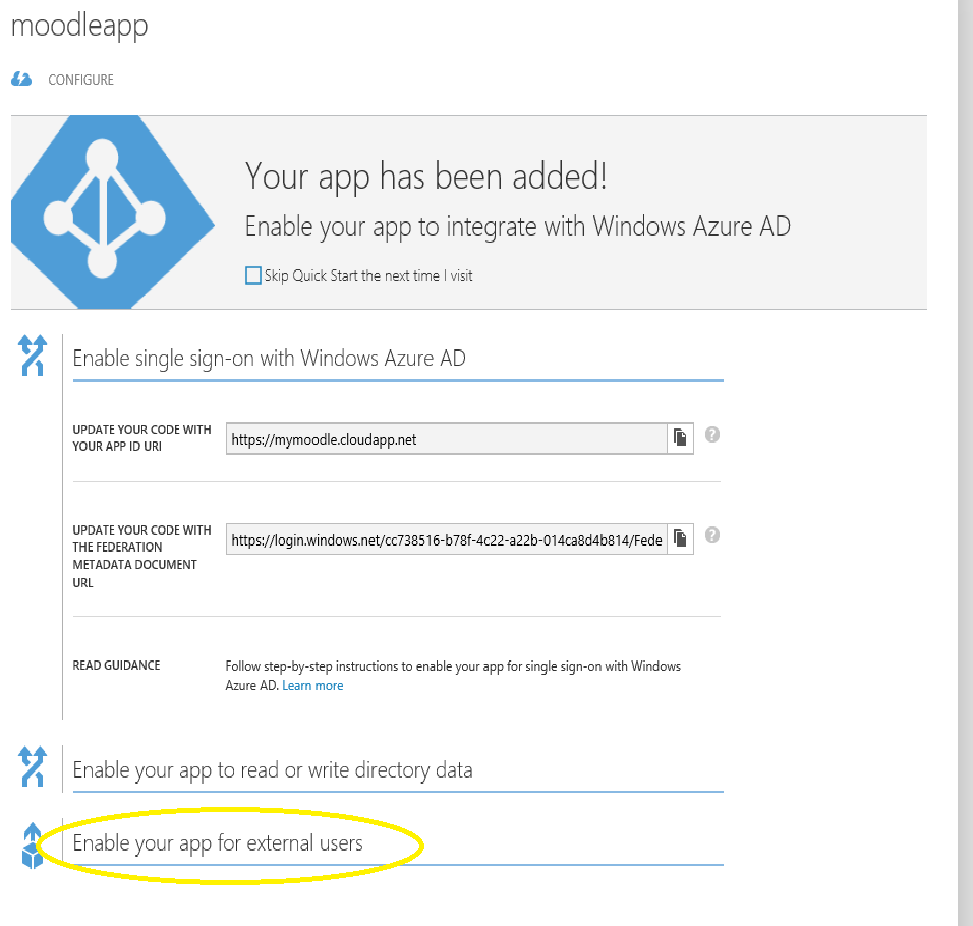 moodleapp
CONFIGURE
Your app has been added!
Enable your app to integrate with Windows Azure AD
Skip Quick Start the next time I visit
Enable single sign-on with Windows Azure AD
UPDATE YOUR CODE WITH
YOUR APP ID URI
https://mymoodle.cloudapp.net
?
UPDATE YOUR CODE WITH
THE FEDERATION
METADATA DOCUMENT
URL
https://login.windows.net/cc738516-b78f-4c22-a22b-014ca8d4b814/Fede
?
READ GUIDANCE
Follow step-by-step instructions to enable your app for single sign-on with Windows
Azure AD. Learn more
Enable your app to read or write directory data
Enable your app for external users